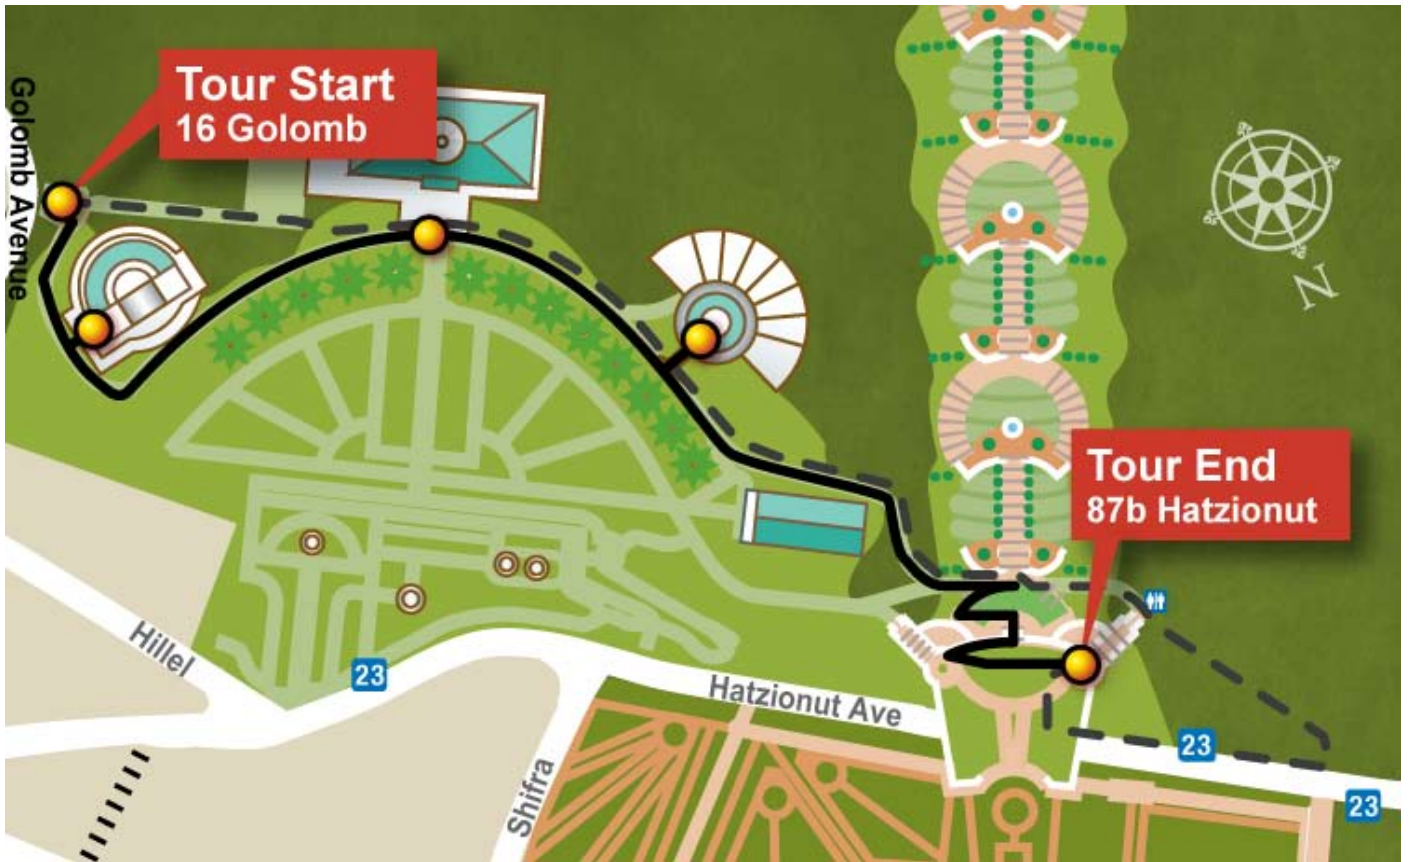 Tour Start
16 Golomb
Golomb Avenue
N
Tour End
87b Hatzionut
Hillel
23
Hatzionut Ave
23
Shifra
23